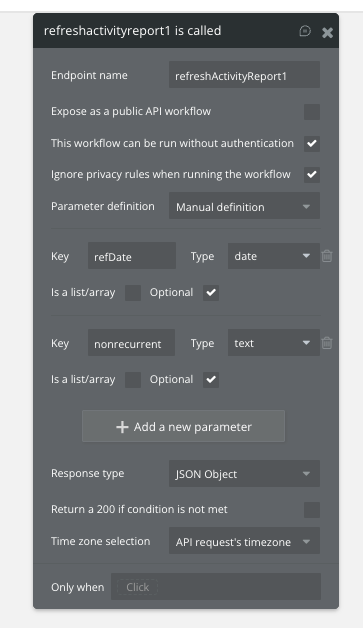 refreshactivityreport1 is called
Endpoint name refreshActivityReport1
Expose as a public API workflow
This workflow can be run without authentication
Ignore privacy rules when running the workflow
Parameter definition Manual definition
Key refDate Type date
Is a list/array Optional
Key nonrecurrent Type text
Is a list/array Optional
Add a new parameter
Response type JSON Object
Return a 200 if condition is not met
Time zone selection API request's timezone
Only when Click